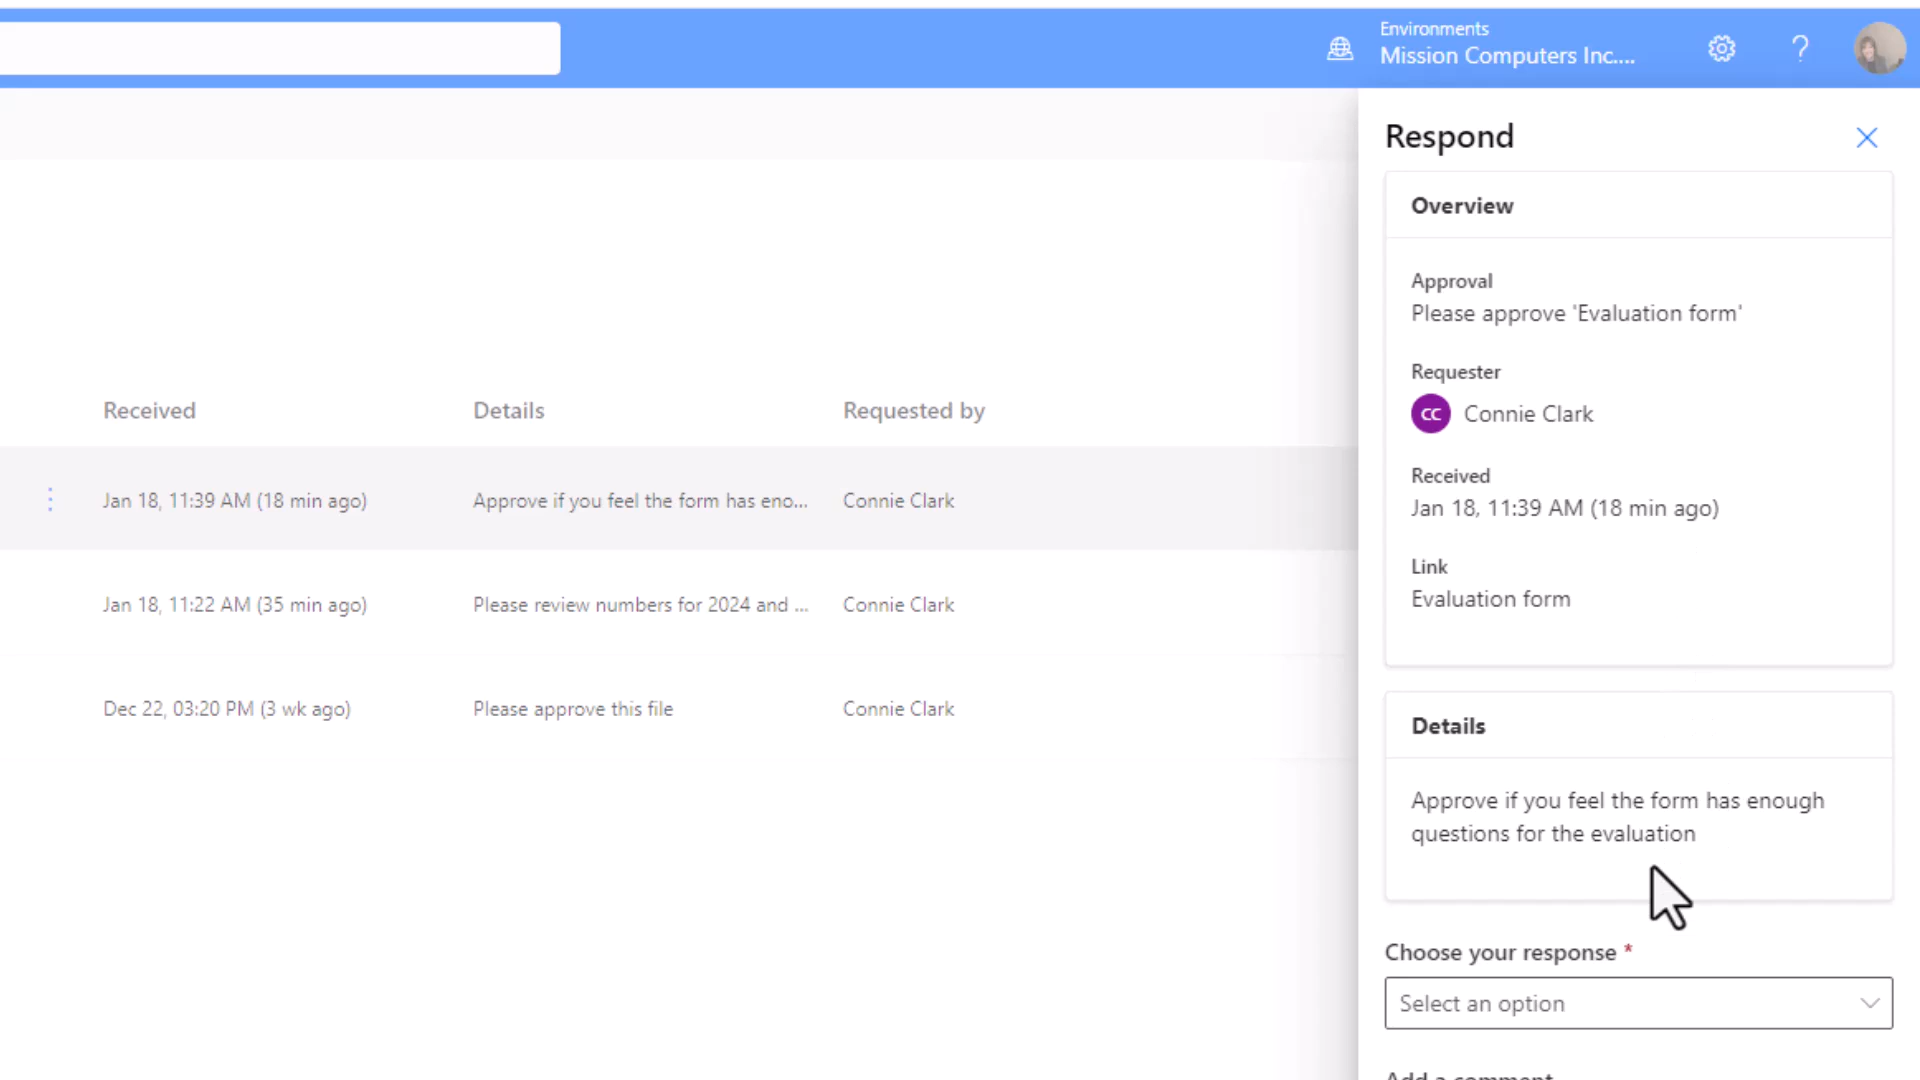 Environments
Mission Computers Inc....
Respond
Overview
Approval
Please approve 'Evaluation form'
Requester
CC Connie Clark
Received
Jan 18, 11:39 AM (18 min ago)
Link
Evaluation form
Details
Approve if you feel the form has enough
questions for the evaluation
Choose your response *
Select an option
Add a comment
Received Details Requested by
Jan 18, 11:39 AM (18 min ago) Approve if you feel the form has eno... Connie Clark
Jan 18, 11:22 AM (35 min ago) Please review numbers for 2024 and ... Connie Clark
Dec 22, 03:20 PM (3 wk ago) Please approve this file Connie Clark